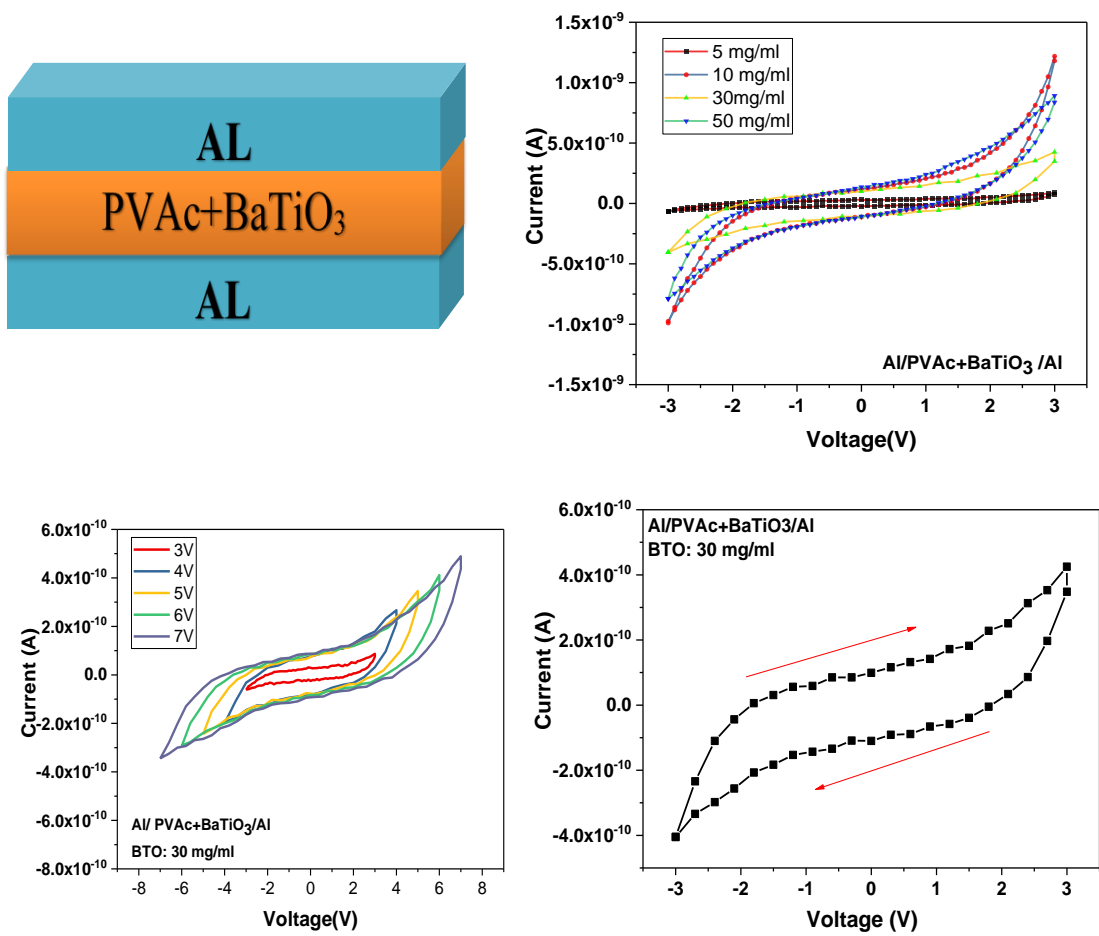 AL
PVAc+BaTiO₃
AL
1.5x10⁻⁹
1.0x10⁻⁹
5.0x10⁻¹⁰
0.0
-5.0x10⁻¹⁰
-1.0x10⁻⁹
-1.5x10⁻⁹
Current (A)
5 mg/ml
10 mg/ml
30mg/ml
50 mg/ml
Al/PVAc+BaTiO₃ /Al
-3 -2 -1 0 1 2 3
Voltage(V)
6.0x10⁻¹⁰
4.0x10⁻¹⁰
2.0x10⁻¹⁰
0.0
-2.0x10⁻¹⁰
-4.0x10⁻¹⁰
-6.0x10⁻¹⁰
-8.0x10⁻¹⁰
Current (A)
3V
4V
5V
6V
7V
Al/ PVAc+BaTiO₃/Al
BTO: 30 mg/ml
-8 -6 -4 -2 0 2 4 6 8
Voltage(V)
6.0x10⁻¹⁰
4.0x10⁻¹⁰
2.0x10⁻¹⁰
0.0
-2.0x10⁻¹⁰
-4.0x10⁻¹⁰
Current (A)
Al/PVAc+BaTiO3/Al
BTO: 30 mg/ml
-3 -2 -1 0 1 2 3
Voltage (V)